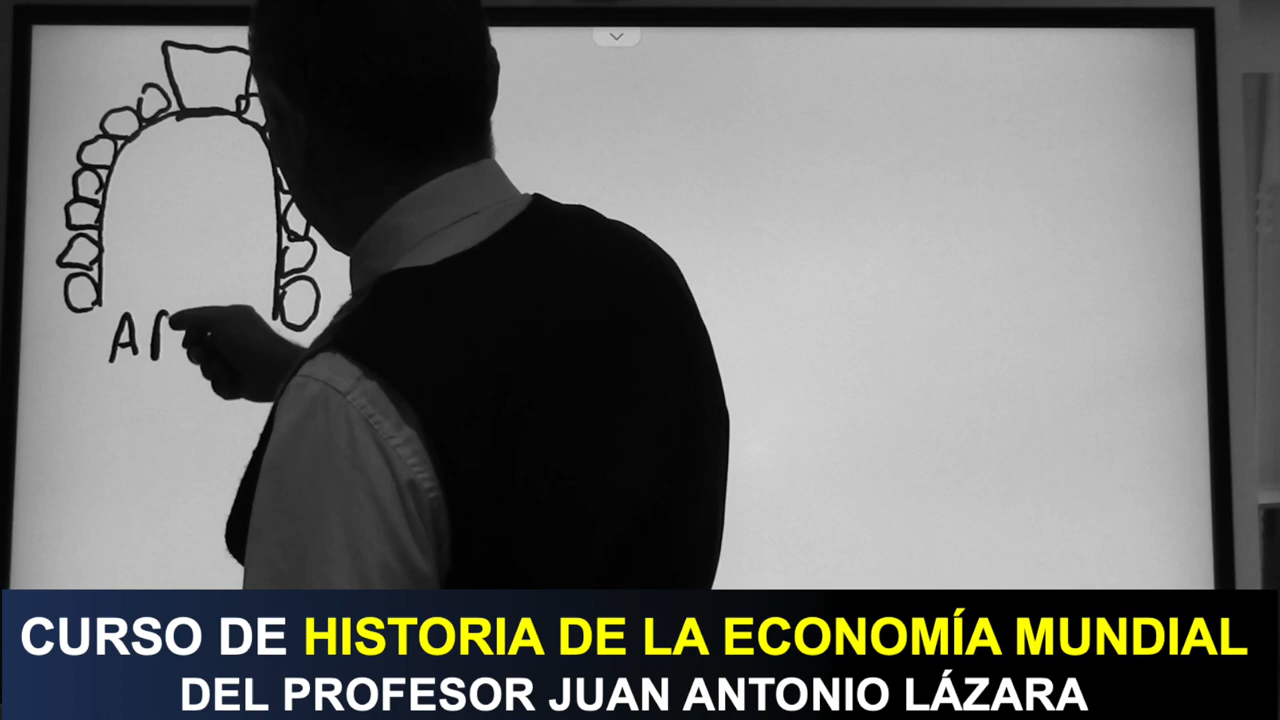 A
CURSO DE HISTORIA DE LA ECONOMÍA MUNDIAL
DEL PROFESOR JUAN ANTONIO LÁZARA